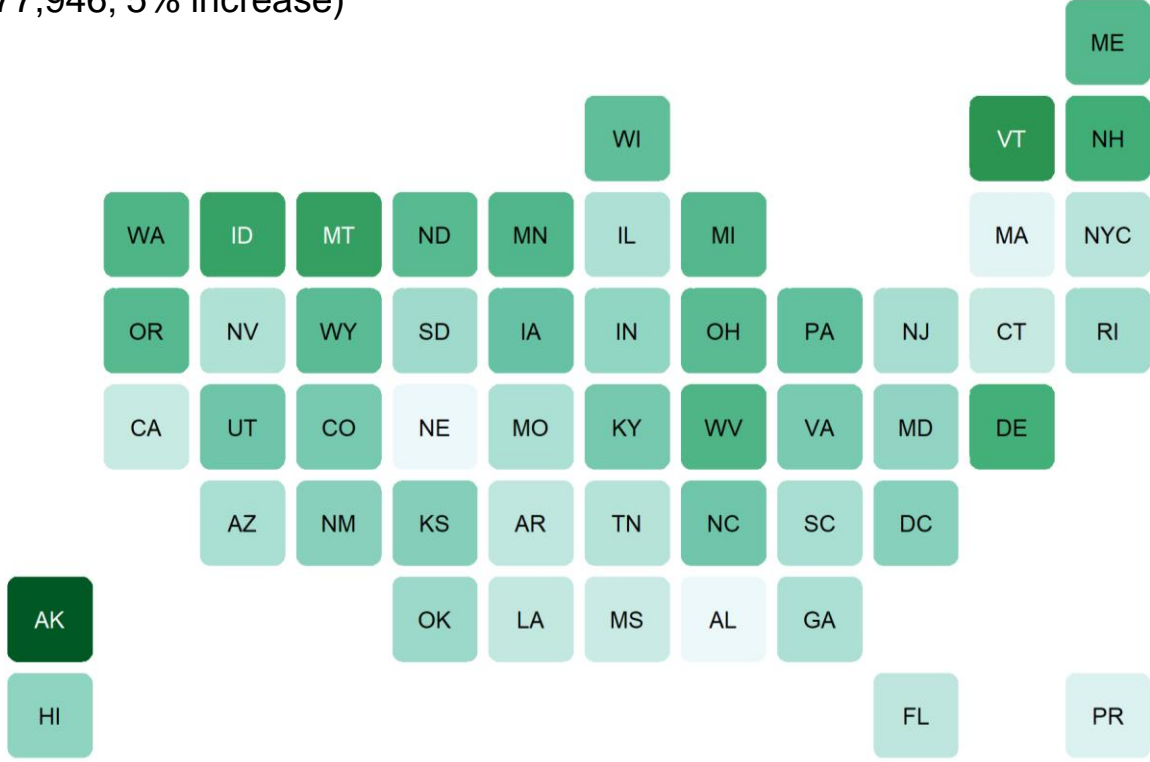 77,946, 5% increase)
ME
WI VT NH
WA ID MT ND MN IL MI MA NYC
OR NV WY SD IA IN OH PA NJ CT RI
CA UT CO NE MO KY WV VA MD DE
AZ NM KS AR TN NC SC DC
AK OK LA MS AL GA
HI FL PR